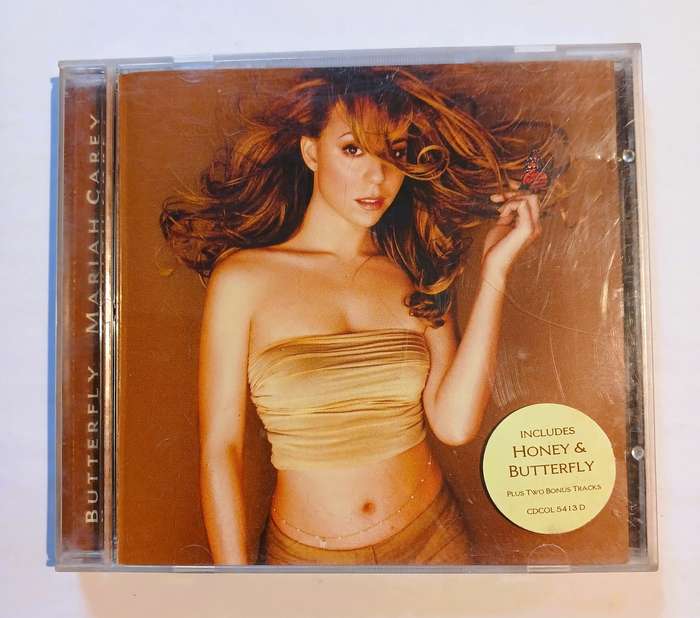 BUTTERFLY MARIAH CAREY
INCLUDES
HONEY &
BUTTERFLY
PLUS TWO BONUS TRACKS
CDCOL 5413 D